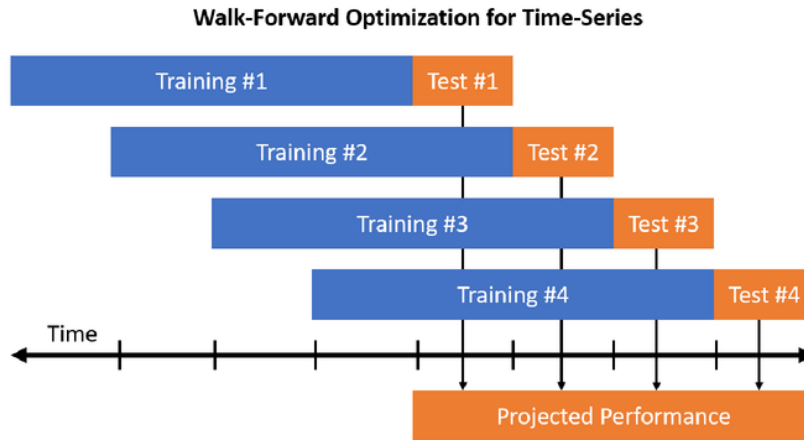 Walk-Forward Optimization for Time-Series
Training #1 Test #1
Training #2 Test #2
Training #3 Test #3
Training #4 Test #4
Time
Projected Performance